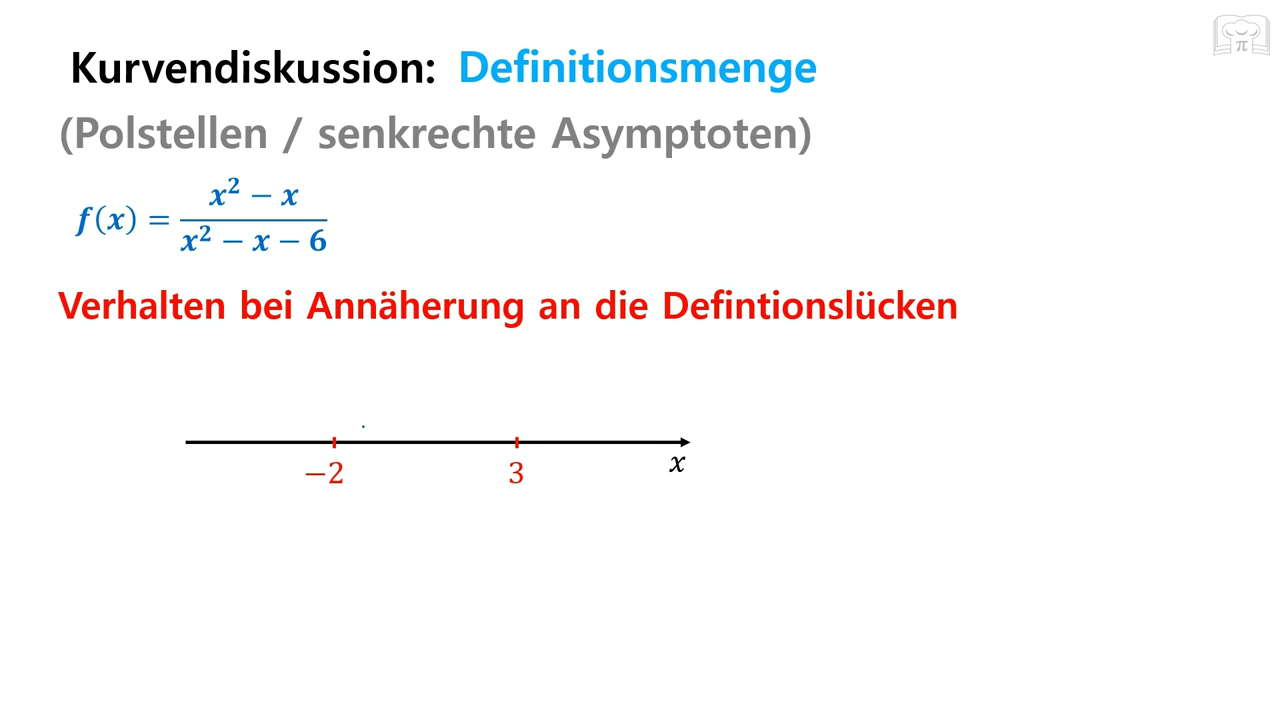 Kurvendiskussion: Definitionsmenge
(Polstellen / senkrechte Asymptoten)
f(x) = (x² − x) / (x² − x − 6)
Verhalten bei Annäherung an die Defintionslücken
−2 3 x
π